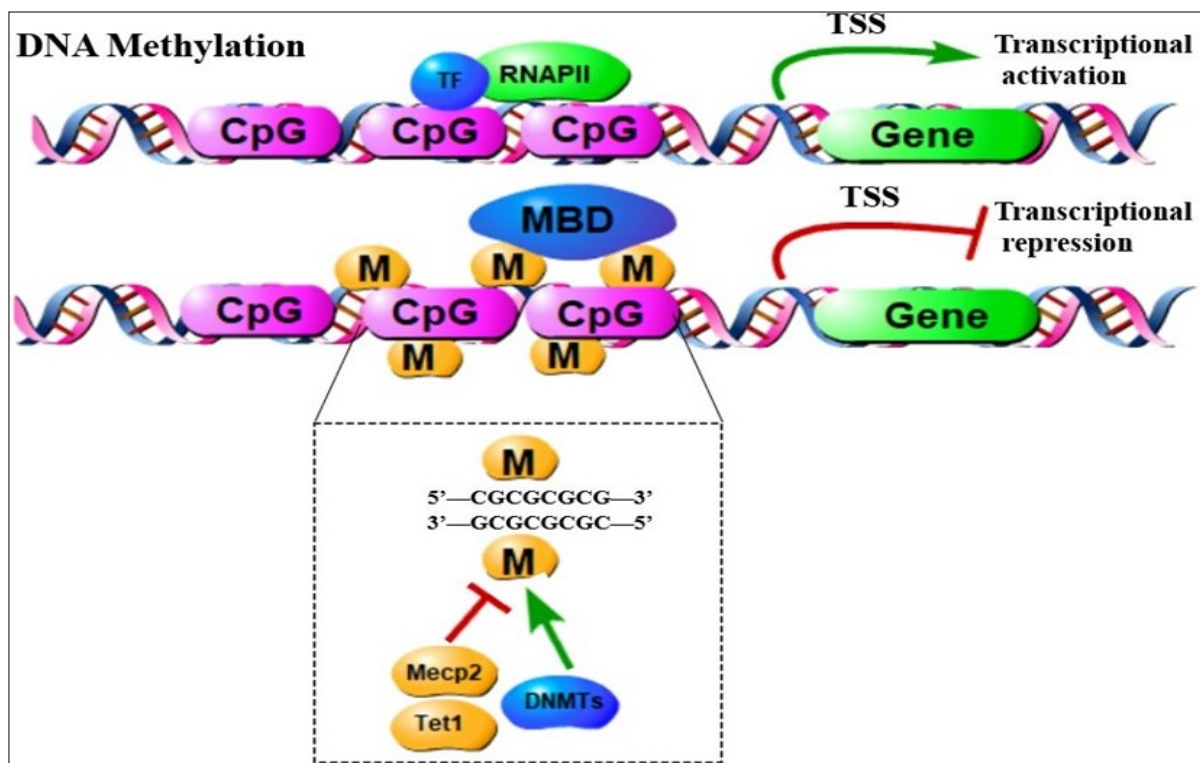 DNA Methylation
TSS
Transcriptional
activation
TF
RNAPII
CpG
CpG
CpG
Gene
MBD
TSS
Transcriptional
repression
M
M
M
CpG
CpG
CpG
Gene
M
M
M
5’—CGCGCGCG—3’
3’—GCGCGCGC—5’
M
Mecp2
DNMTs
Tet1